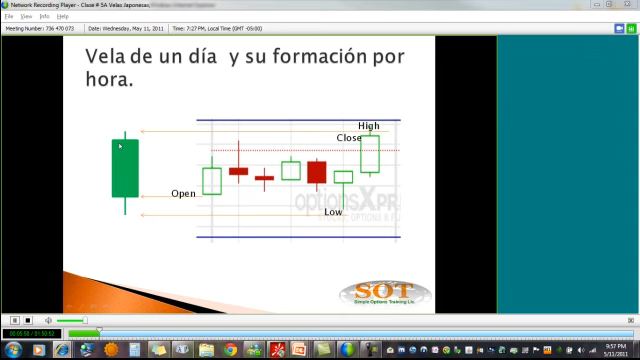 Network Recording Player - Clase # 5A Velas Japonesas,
File View Info Help
Meeting Number: 736 470 073
Date: Wednesday, May 11, 2011
Time: 7:27PM, Local Time (GMT -05:00)
Vela de un día y su formación por
hora.
High
Close
Open
optionsXPR
Low
SOT
Simple Options Training Llc.
9:57 PM
5/11/2011